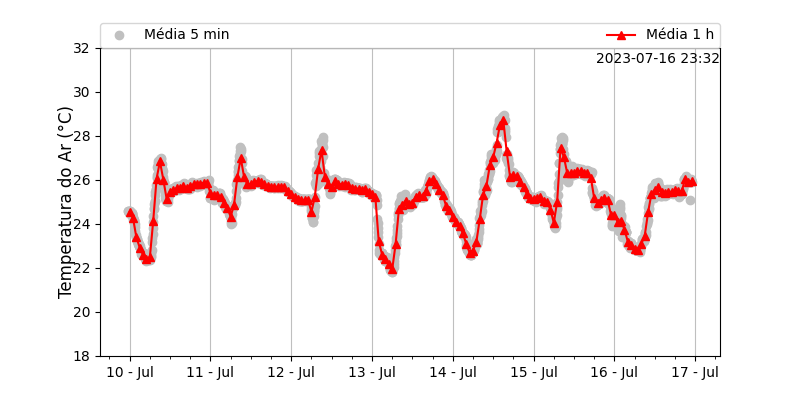 Média 5 min
Média 1 h
2023-07-16 23:32
Temperatura do Ar (°C)
32
30
28
26
24
22
20
18
10 - Jul
11 - Jul
12 - Jul
13 - Jul
14 - Jul
15 - Jul
16 - Jul
17 - Jul